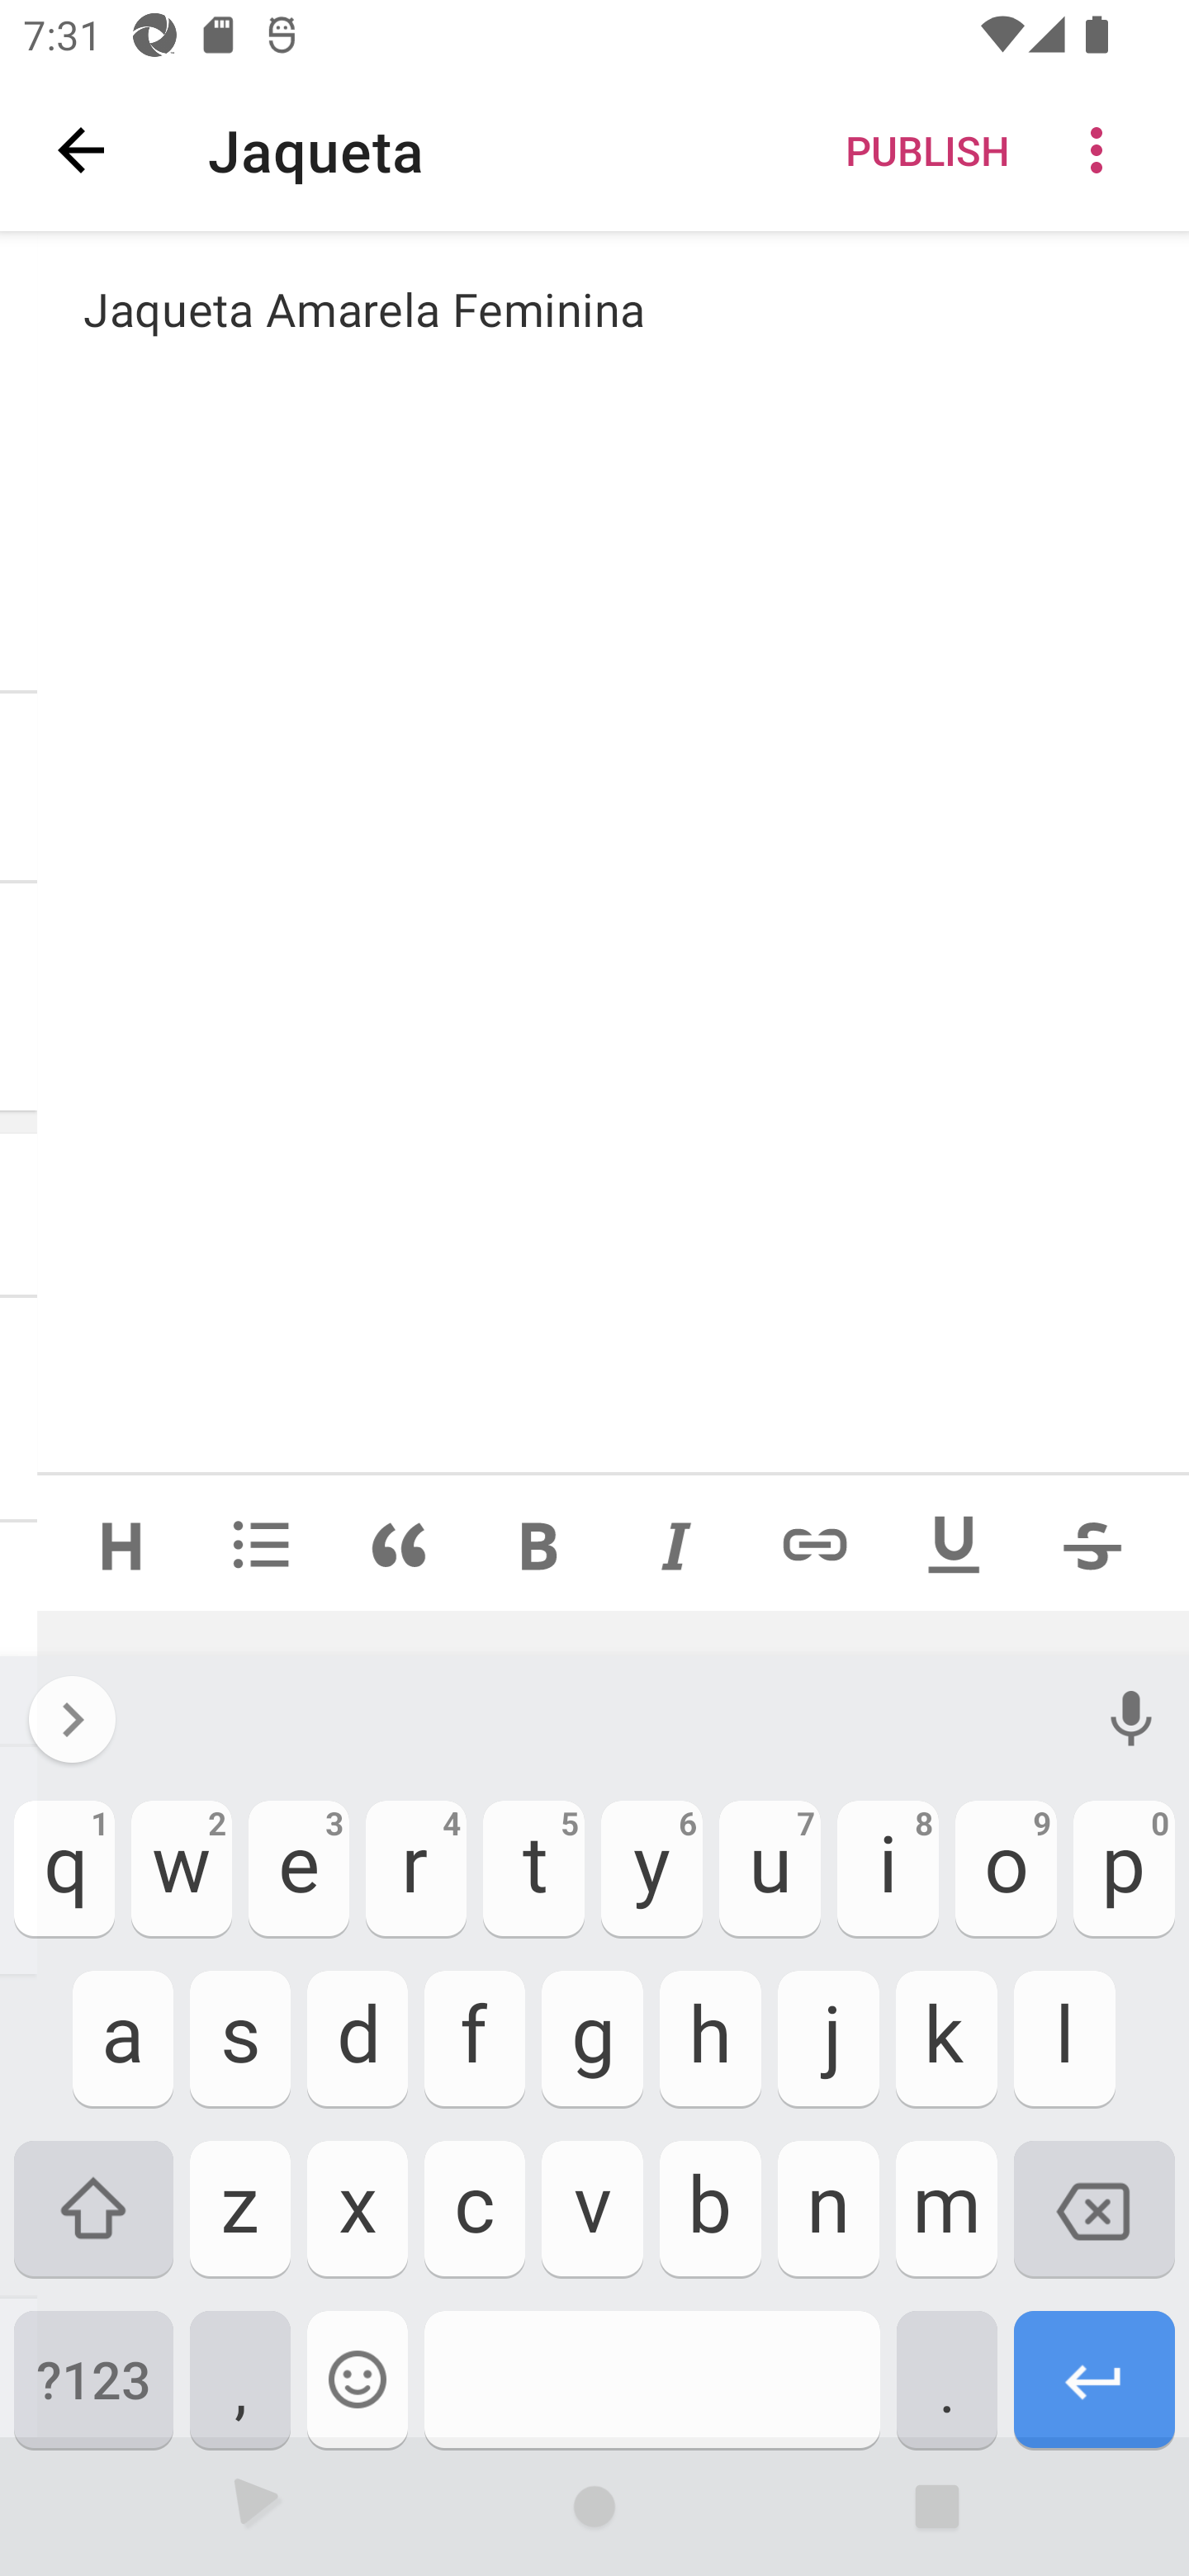 7:31
Jaqueta
PUBLISH
Jaqueta Amarela Feminina
H
B
I
U
S
q 1 w 2 e 3 r 4 t 5 y 6 u 7 i 8 o 9 p 0
a s d f g h j k l
z x c v b n m
?123 , .